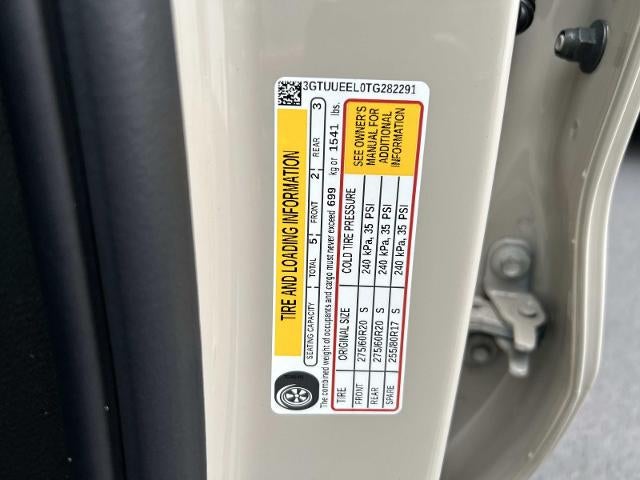 3GTUUEEL0TG282291
TIRE AND LOADING INFORMATION
SEATING CAPACITY TOTAL 5 FRONT 2 REAR 3
The combined weight of occupants and cargo must never exceed 699 kg or 1541 lbs.
TIRE ORIGINAL SIZE COLD TIRE PRESSURE
FRONT 275/60R20 S 240 kPa, 35 PSI
REAR 275/60R20 S 240 kPa, 35 PSI
SPARE 255/80R17 S 240 kPa, 35 PSI
SEE OWNER'S
MANUAL FOR
ADDITIONAL
INFORMATION